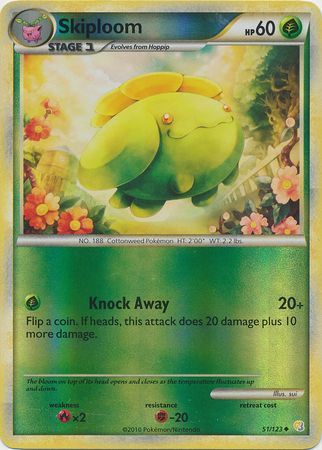 Skiploom
HP 60
STAGE 1 Evolves from Hoppip
NO. 188 Cottonweed Pokémon HT: 2'00" WT: 2.2 lbs.
Knock Away 20+
Flip a coin. If heads, this attack does 20 damage plus 10
more damage.
The bloom on top of its head opens and closes as the temperature fluctuates up
and down.
Illus. sui
weakness resistance retreat cost
×2 -20
©2010 Pokémon/Nintendo
51/123